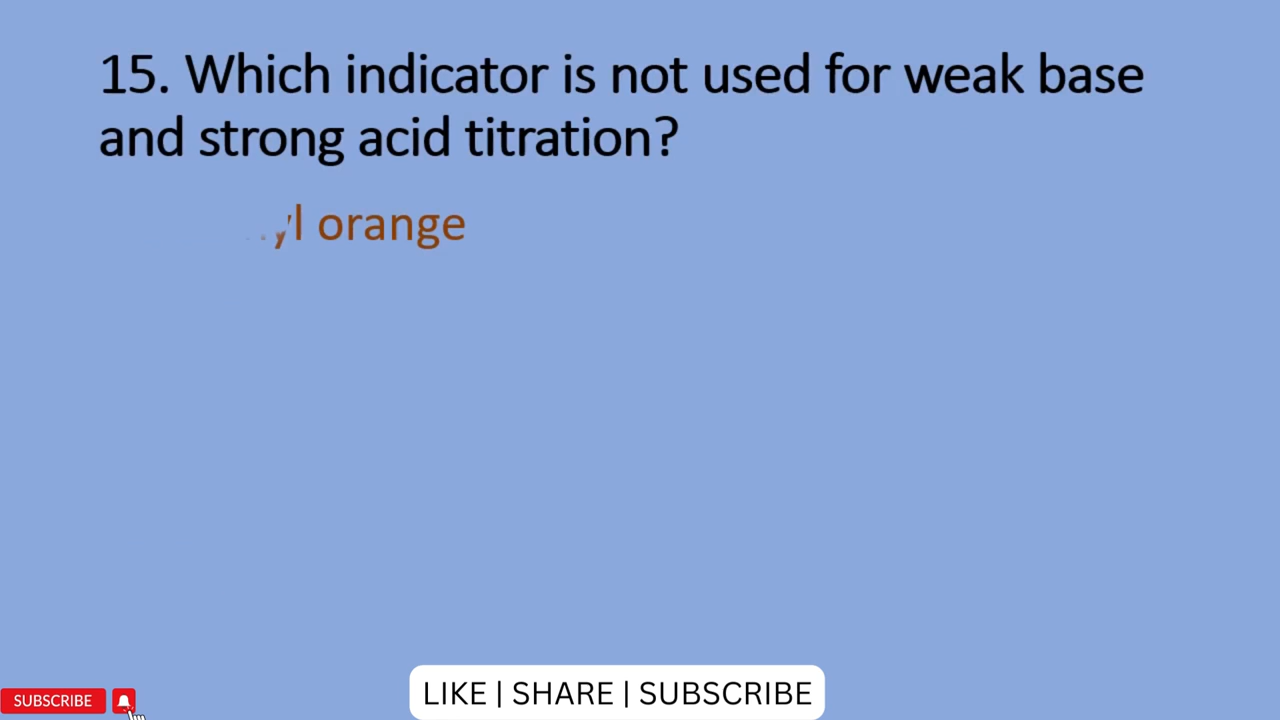 15. Which indicator is not used for weak base
and strong acid titration?
orange
SUBSCRIBE
LIKE | SHARE | SUBSCRIBE